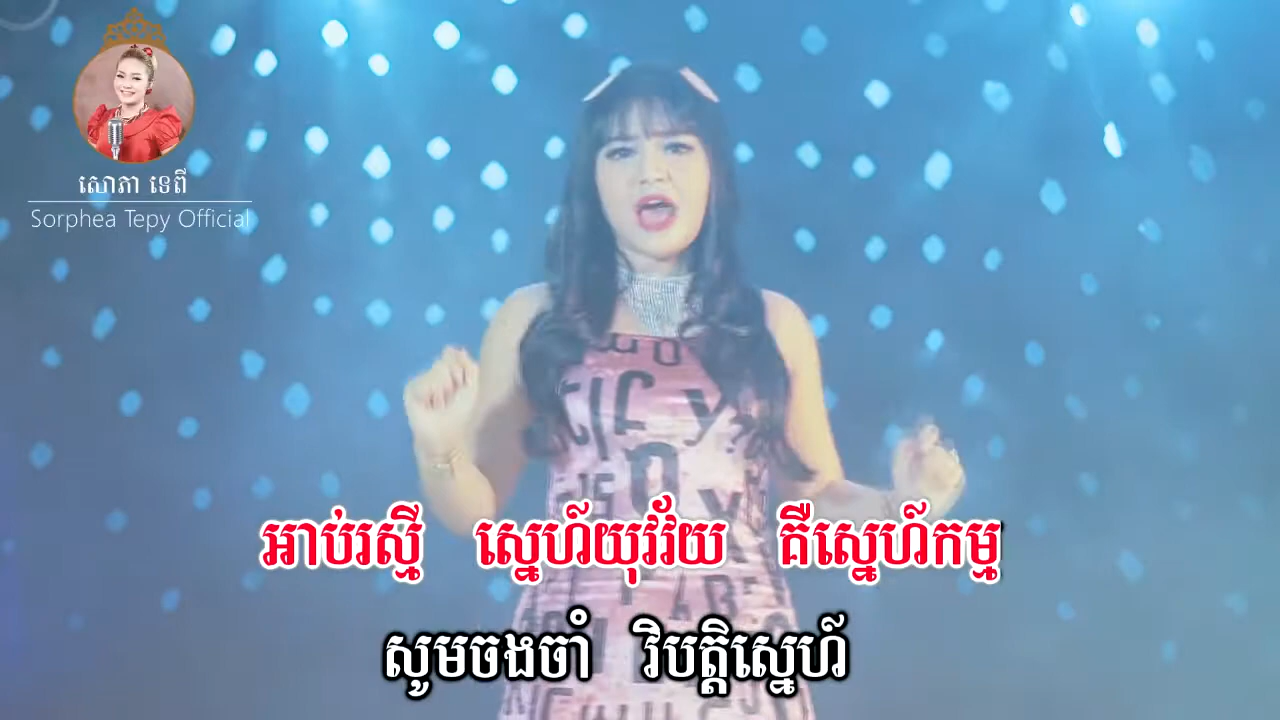 សោភា ទេពី
Sorphea Tepy Official
អាប់រស្មី ស្នេហ៍យុវវ័យ គឺស្នេហ៍កម្ម
សូមចងចាំ វិបត្តិស្នេហ៍